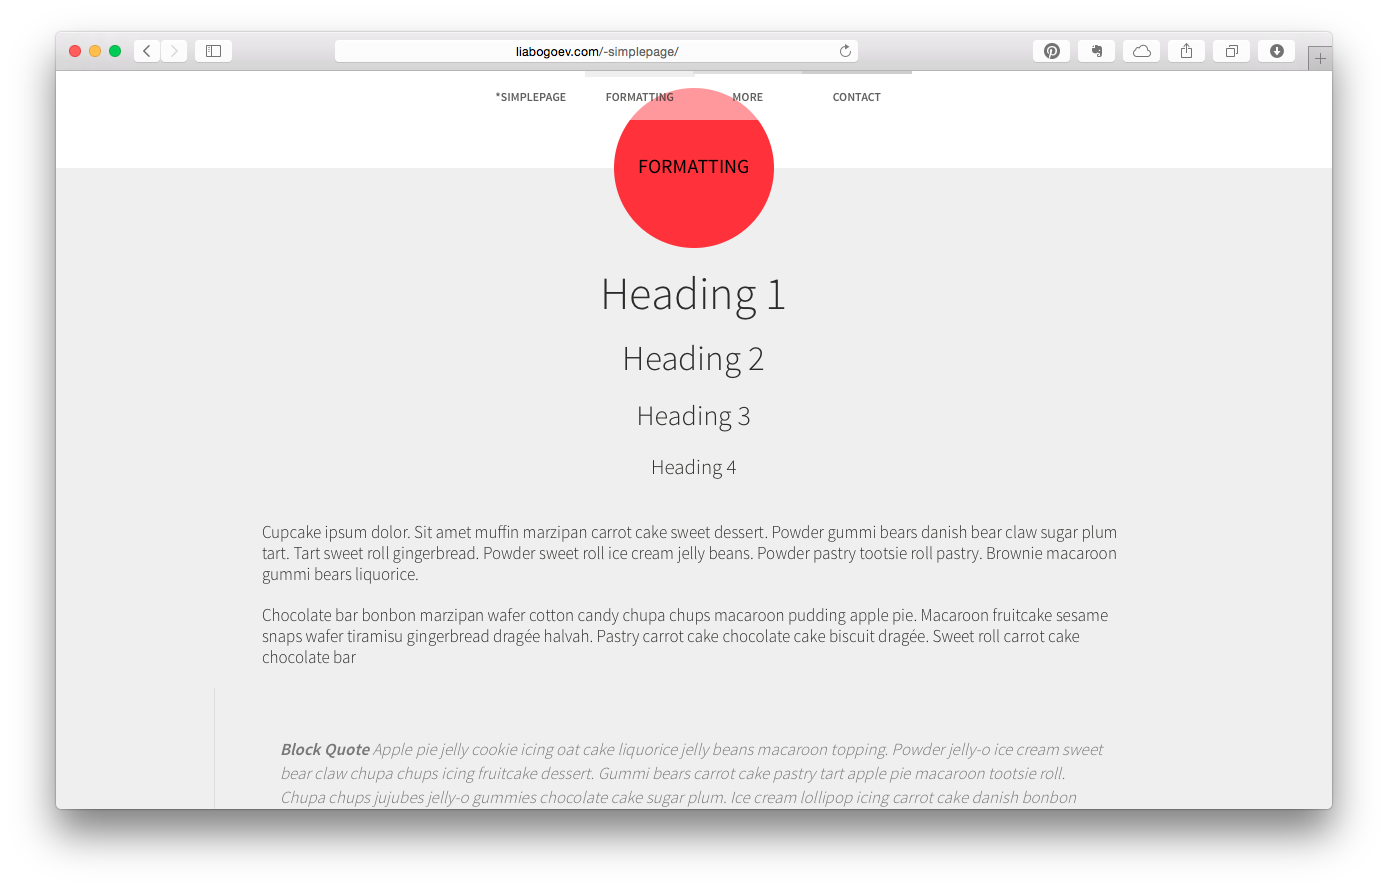 liabogoev.com/-simplepage/
*SIMPLEPAGE FORMATTING MORE CONTACT
FORMATTING
Heading 1
Heading 2
Heading 3
Heading 4
Cupcake ipsum dolor. Sit amet muffin marzipan carrot cake sweet dessert. Powder gummi bears danish bear claw sugar plum
tart. Tart sweet roll gingerbread. Powder sweet roll ice cream jelly beans. Powder pastry tootsie roll pastry. Brownie macaroon
gummi bears liquorice.
Chocolate bar bonbon marzipan wafer cotton candy chupa chups macaroon pudding apple pie. Macaroon fruitcake sesame
snaps wafer tiramisu gingerbread dragée halvah. Pastry carrot cake chocolate cake biscuit dragée. Sweet roll carrot cake
chocolate bar
Block Quote Apple pie jelly cookie icing oat cake liquorice jelly beans macaroon topping. Powder jelly-o ice cream sweet
bear claw chupa chups icing fruitcake dessert. Gummi bears carrot cake pastry tart apple pie macaroon tootsie roll.
Chupa chups jujubes jelly-o gummies chocolate cake sugar plum. Ice cream lollipop icing carrot cake danish bonbon